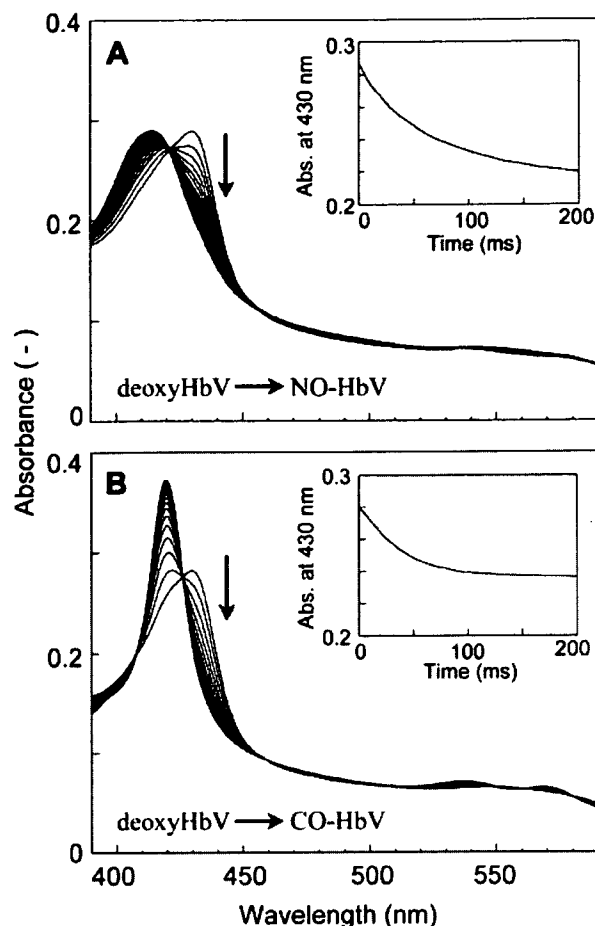 0.4
A
0.2
0
Absorbance ( - )
deoxyHbV → NO-HbV
0.3
0.2
Abs. at 430 nm
0
100
200
Time (ms)
0.4
B
0.2
0
deoxyHbV → CO-HbV
0.3
0.2
Abs. at 430 nm
0
100
200
Time (ms)
400
450
500
550
Wavelength (nm)